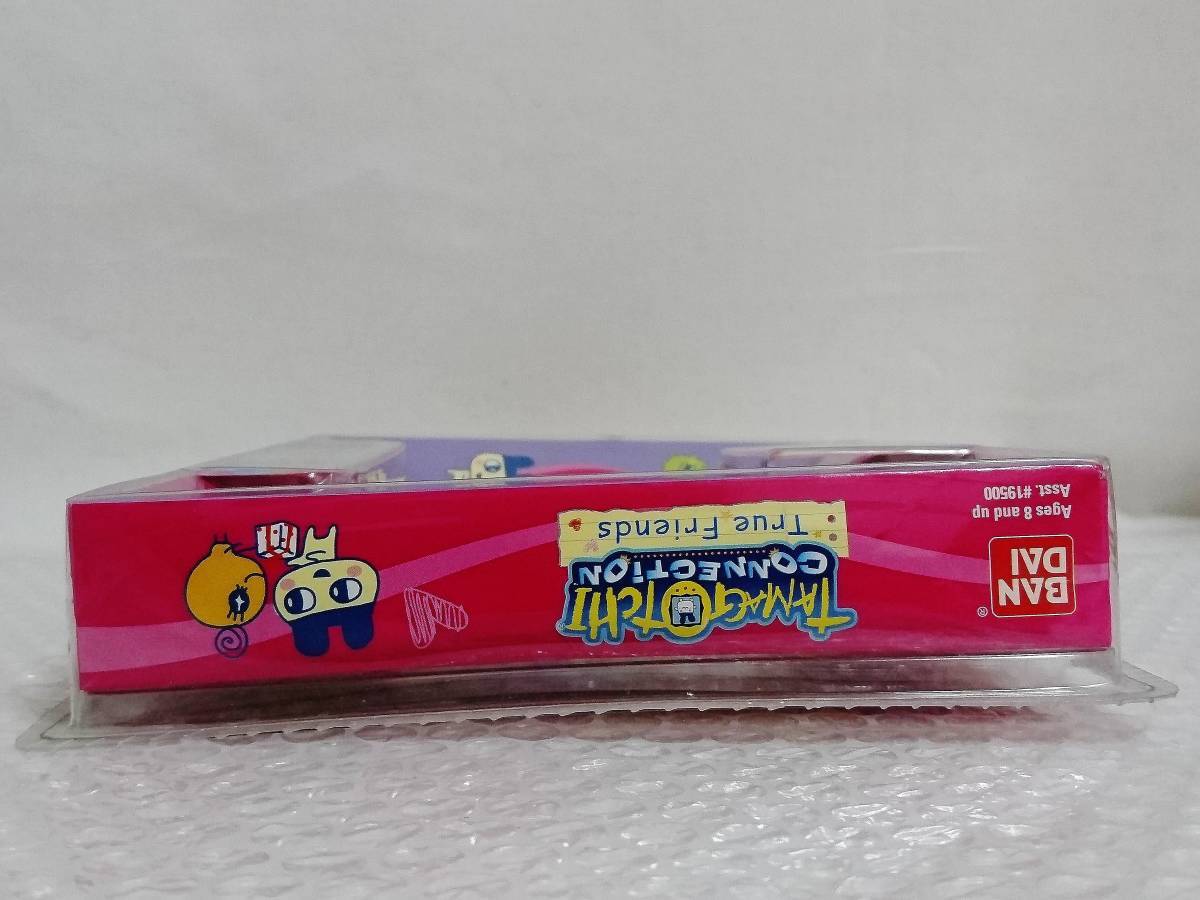 BAN
DAI
®
Ages 8 and up
Asst. #19500
TAMAGOTCHI
CONNECTION
True Friends